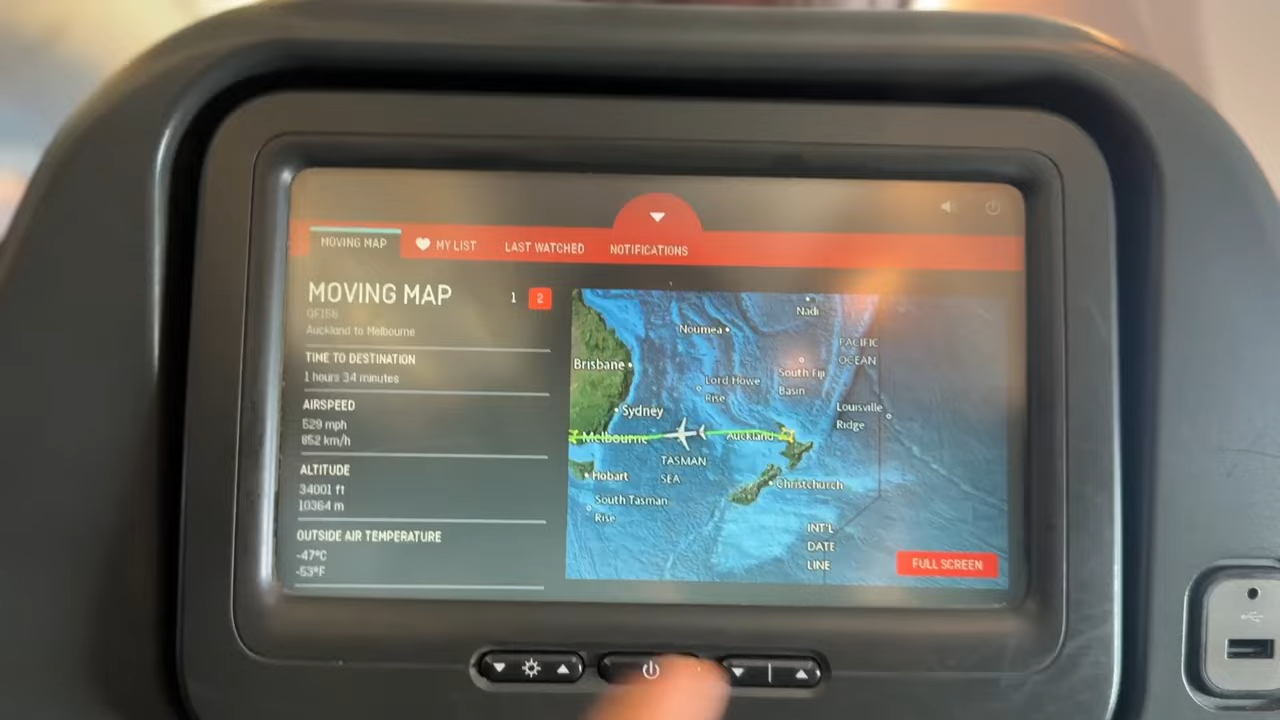 MOVING MAP
MY LIST
LAST WATCHED
NOTIFICATIONS
MOVING MAP
1
2
QF156
Auckland to Melbourne
TIME TO DESTINATION
1 hours 34 minutes
AIRSPEED
529 mph
852 km/h
ALTITUDE
34001 ft
10364 m
OUTSIDE AIR TEMPERATURE
-47°C
-53°F
Nadi
Noumea
PACIFIC
OCEAN
Brisbane
South Fiji
Basin
Lord Howe
Rise
Louisville
Ridge
Sydney
Melbourne
Auckland
TASMAN
SEA
Hobart
Christchurch
South Tasman
Rise
INT'L
DATE
LINE
FULL SCREEN